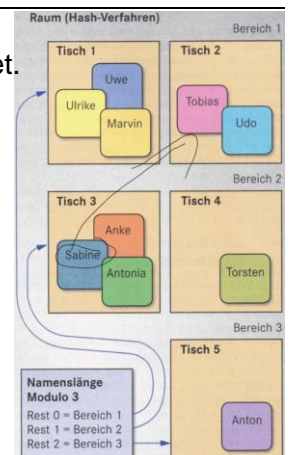 Raum (Hash-Verfahren)
Bereich 1
et.
Tisch 1
Tisch 2
Uwe
Ulrike
Marvin
Tobias
Udo
Bereich 2
Tisch 3
Tisch 4
Anke
Sabine
Antonia
Torsten
Bereich 3
Tisch 5
Namenslänge
Modulo 3
Rest 0 = Bereich 1
Rest 1 = Bereich 2
Rest 2 = Bereich 3
Anton